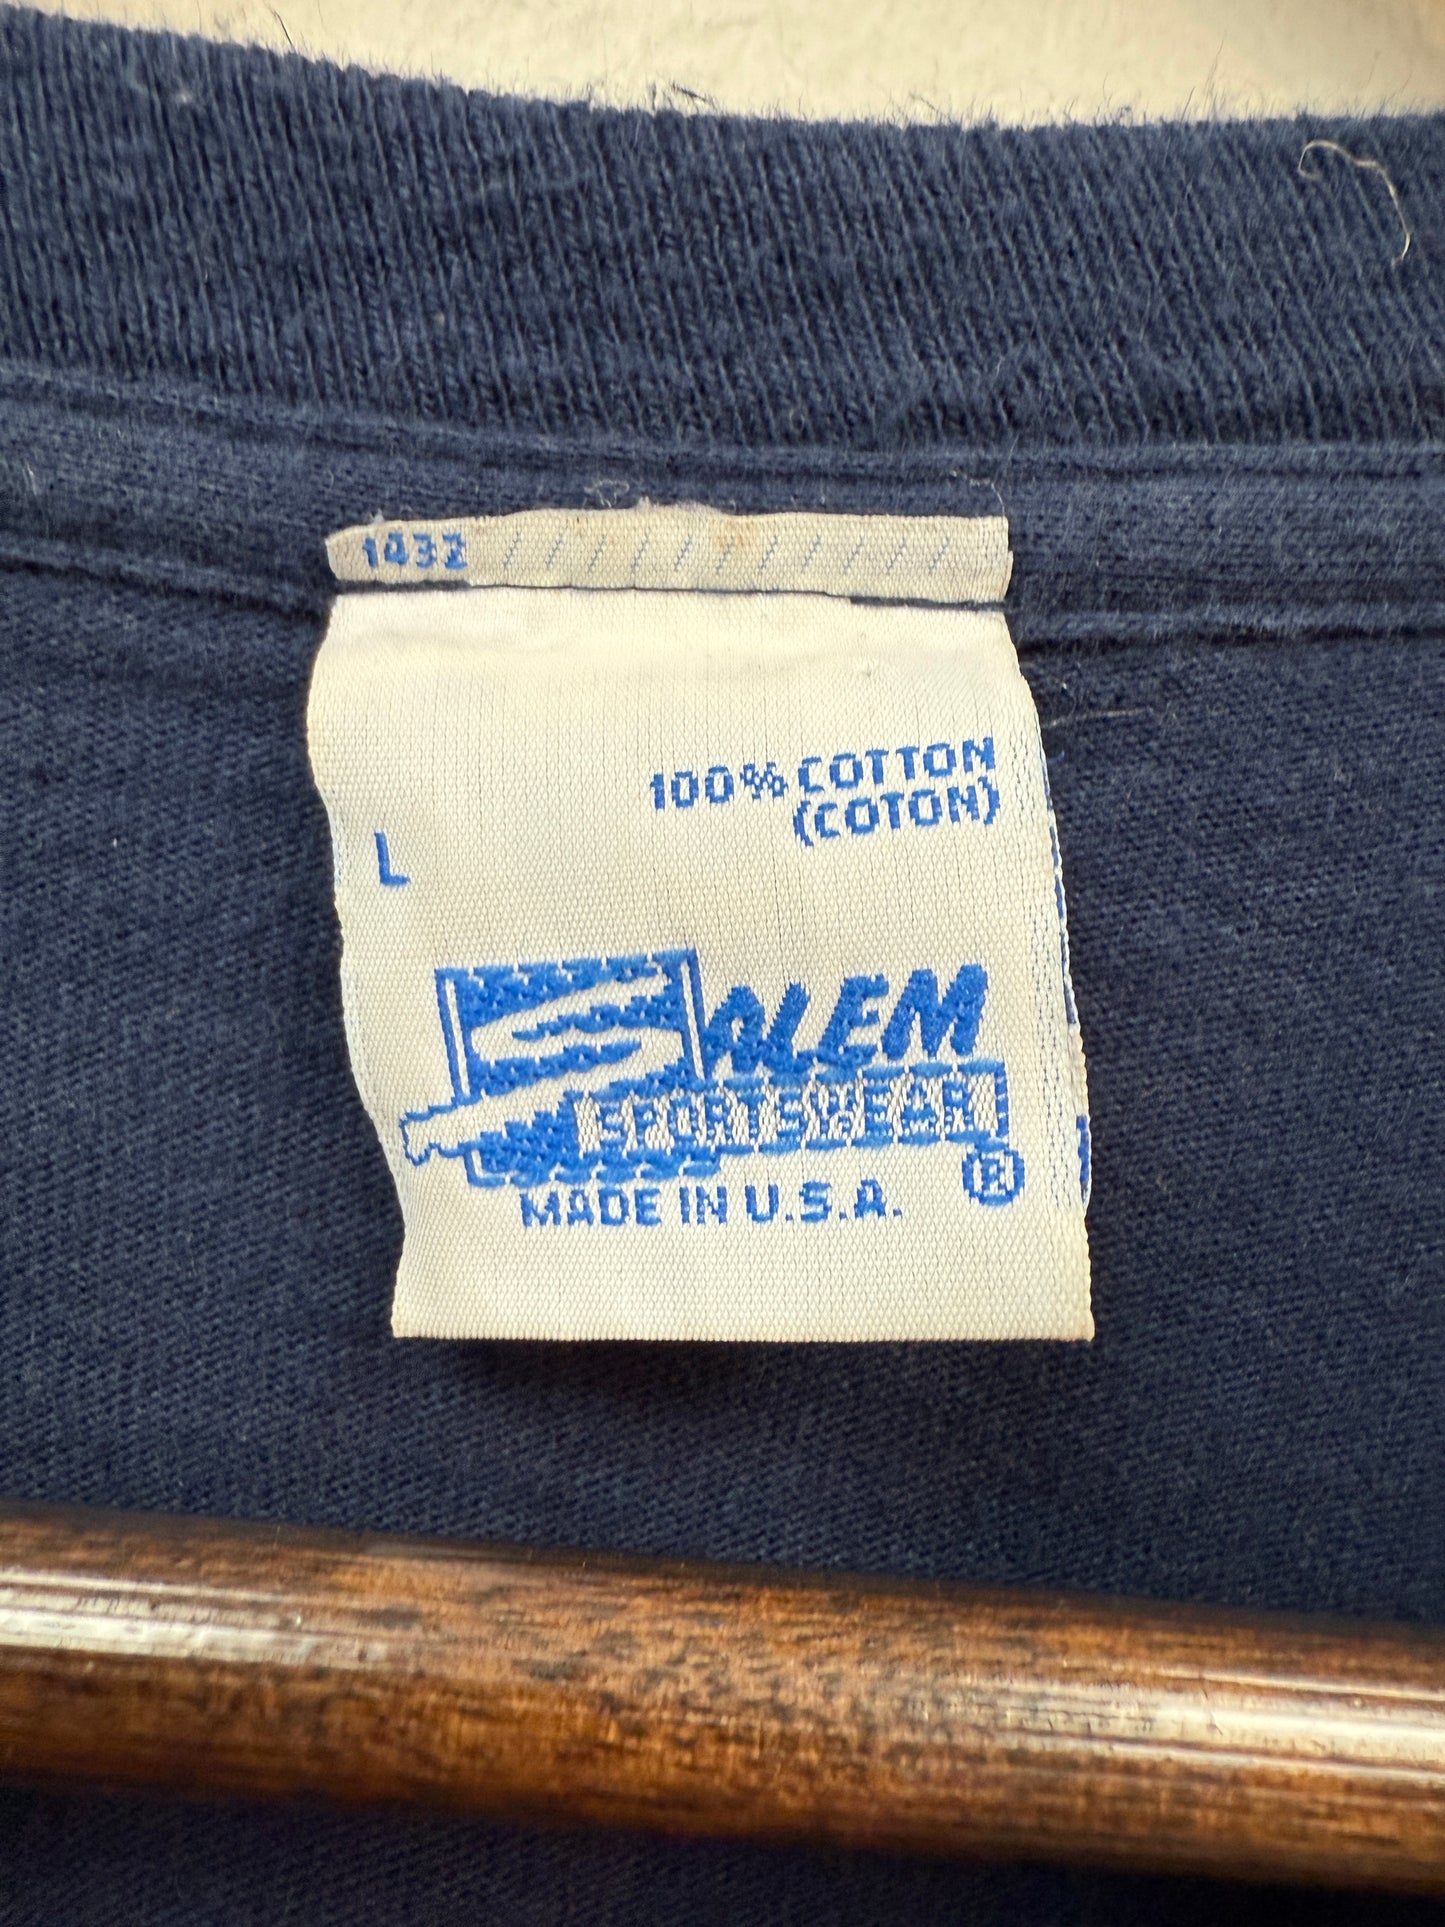 1432
100% COTTON
(COTON)
L
SALEM
SPORTSWEAR
®
MADE IN U.S.A.